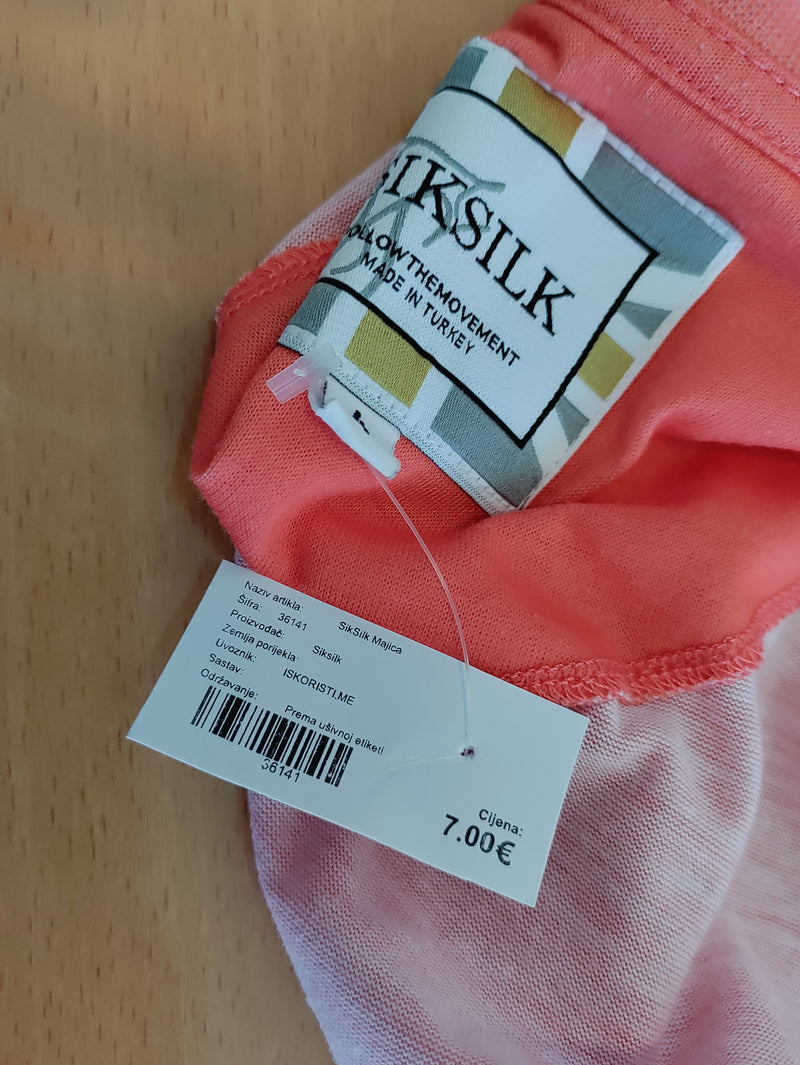 SIKSILK
FOLLOWTHEMOVEMENT
MADE IN TURKEY
Naziv artikla: SikSilk Majica
Šifra: 36141
Proizvođač: Siksilk
Zemlja porijekla:
Uvoznik: ISKORISTI.ME
Sastav:
Održavanje: Prema ušivnoj etiketi
36141
Cijena:
7.00€